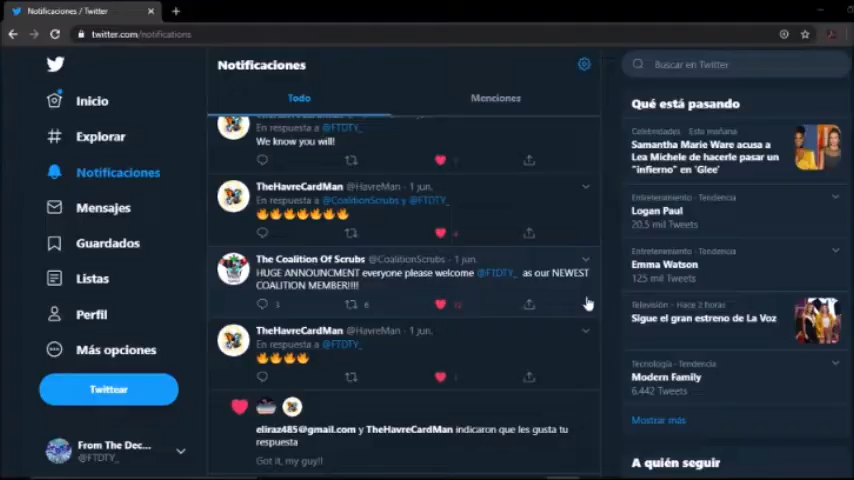 Notificaciones / Twitter
twitter.com/notifications
Inicio
Explorar
Notificaciones
Mensajes
Guardados
Listas
Perfil
Más opciones
Twittear
From The Dec...
@FTDTY_
Notificaciones
Todo
Menciones
En respuesta a @FTDTY_
We know you will!
TheHavreCardMan @HavreMan · 1 jun.
En respuesta a @CoalitionScrubs y @FTDTY_
🔥🔥🔥🔥🔥🔥🔥
4
The Coalition Of Scrubs @CoalitionScrubs · 1 jun.
HUGE ANNOUNCMENT everyone please welcome @FTDTY_ as our NEWEST
COALITION MEMBER!!!!
3 6
TheHavreCardMan @HavreMan · 1 jun.
En respuesta a @FTDTY_
🔥🔥🔥🔥
1
eliraz485@gmail.com y TheHavreCardMan indicaron que les gusta tu
respuesta
Got it, my guy!!
Buscar en Twitter
Qué está pasando
Celebridades · Esta mañana
Samantha Marie Ware acusa a
Lea Michele de hacerle pasar un
"infierno" en 'Glee'
Entretenimiento · Tendencia
Logan Paul
20,5 mil Tweets
Entretenimiento · Tendencia
Emma Watson
125 mil Tweets
Televisión · Hace 2 horas
Sigue el gran estreno de La Voz
Tecnología · Tendencia
Modern Family
6.442 Tweets
Mostrar más
A quién seguir